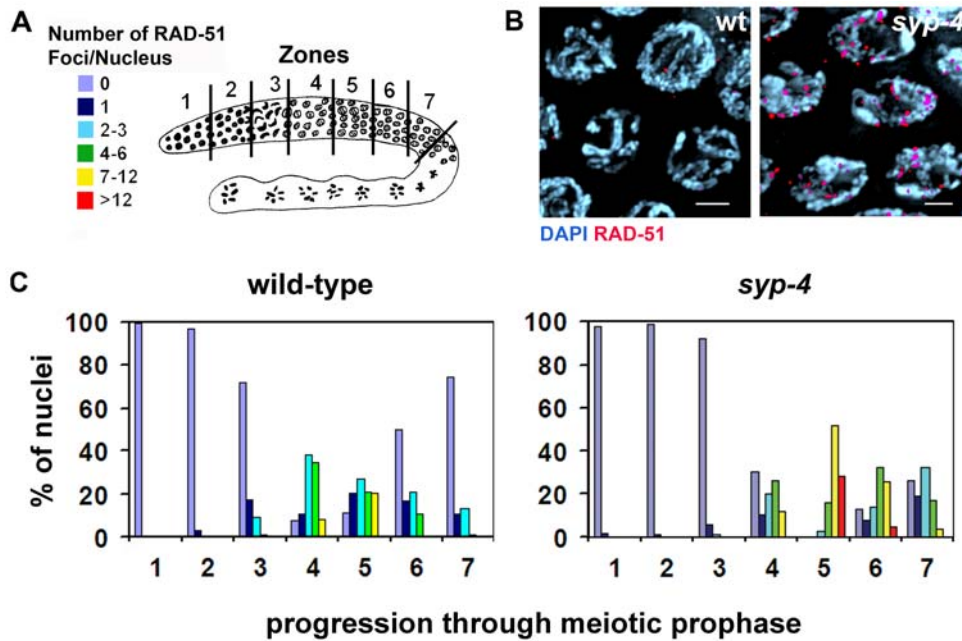 A
Number of RAD-51
Foci/Nucleus
0
1
2-3
4-6
7-12
>12
Zones
1 2 3 4 5 6 7
B
wt
syp-4
DAPI RAD-51
C
wild-type
syp-4
% of nuclei
100
80
60
40
20
0
1 2 3 4 5 6 7
100
80
60
40
20
0
1 2 3 4 5 6 7
progression through meiotic prophase